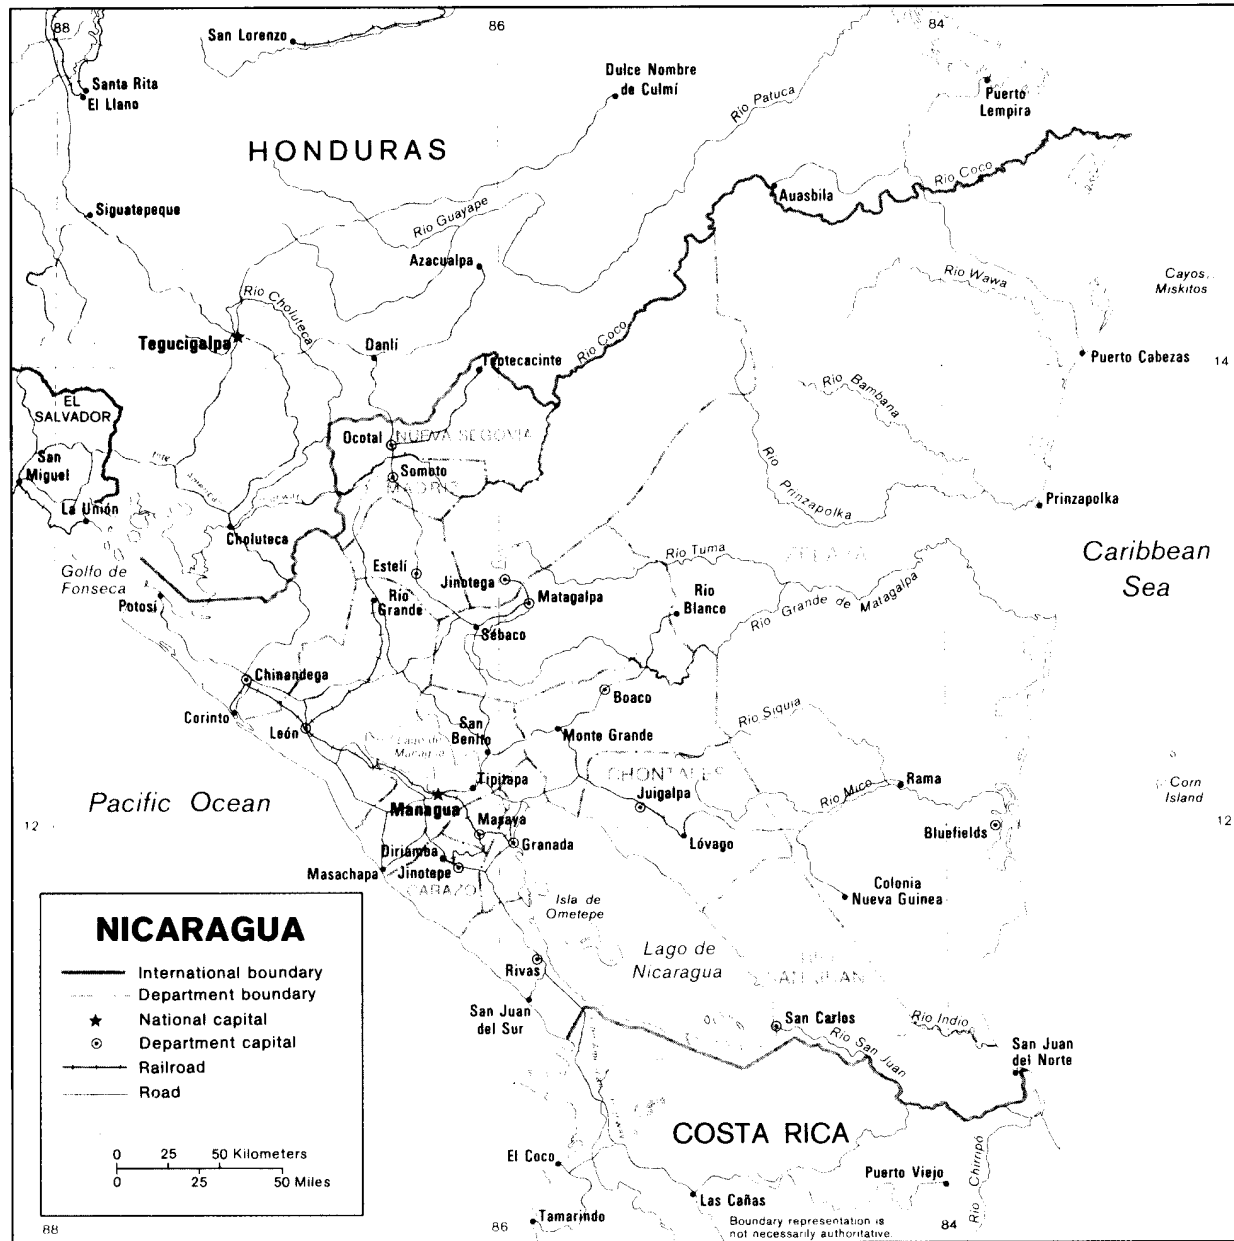 88
86
84
San Lorenzo
Santa Rita
El Llano
Dulce Nombre
de Culmí
Río Patuca
Puerto
Lempira
HONDURAS
Río Coco
Auasbila
Siguatepeque
Río Guayape
Azacualpa
Río Wawa
Cayos
Miskitos
Río Choluteca
Tegucigalpa
Danlí
Río Coco
Teotecacinte
Puerto Cabezas
14
EL
SALVADOR
Río Bambana
Ocotal
NUEVA SEGOVIA
San
Miguel
Somoto
MADRIZ
Río Prinzapolka
Prinzapolka
La Unión
Choluteca
Golfo de
Fonseca
Potosí
Estelí
Jinotega
Río Tuma
ZELAYA
Caribbean
Sea
Río
Grande
Matagalpa
Río
Blanco
Río Grande de Matagalpa
Sébaco
Chinandega
Boaco
Corinto
León
San
Benito
Monte Grande
Río Siquia
Lago de
Managua
Tipitapa
CHONTALES
Juigalpa
Río Mico
Rama
Corn
Island
Pacific Ocean
Managua
12
Masaya
Granada
Lóvago
Bluefields
12
Diriamba
Jinotepe
Masachapa
CARAZO
Isla de
Ometepe
Colonia
Nueva Guinea
Lago de
Nicaragua
RIO
SAN JUAN
Rivas
San Juan
del Sur
San Carlos
Río San Juan
Río Indio
San Juan
del Norte
NICARAGUA
International boundary
Department boundary
National capital
Department capital
Railroad
Road
0 25 50 Kilometers
0 25 50 Miles
COSTA RICA
El Coco
Las Cañas
Puerto Viejo
Río Chirripó
Tamarindo
88
86
84
Boundary representation is
not necessarily authoritative.